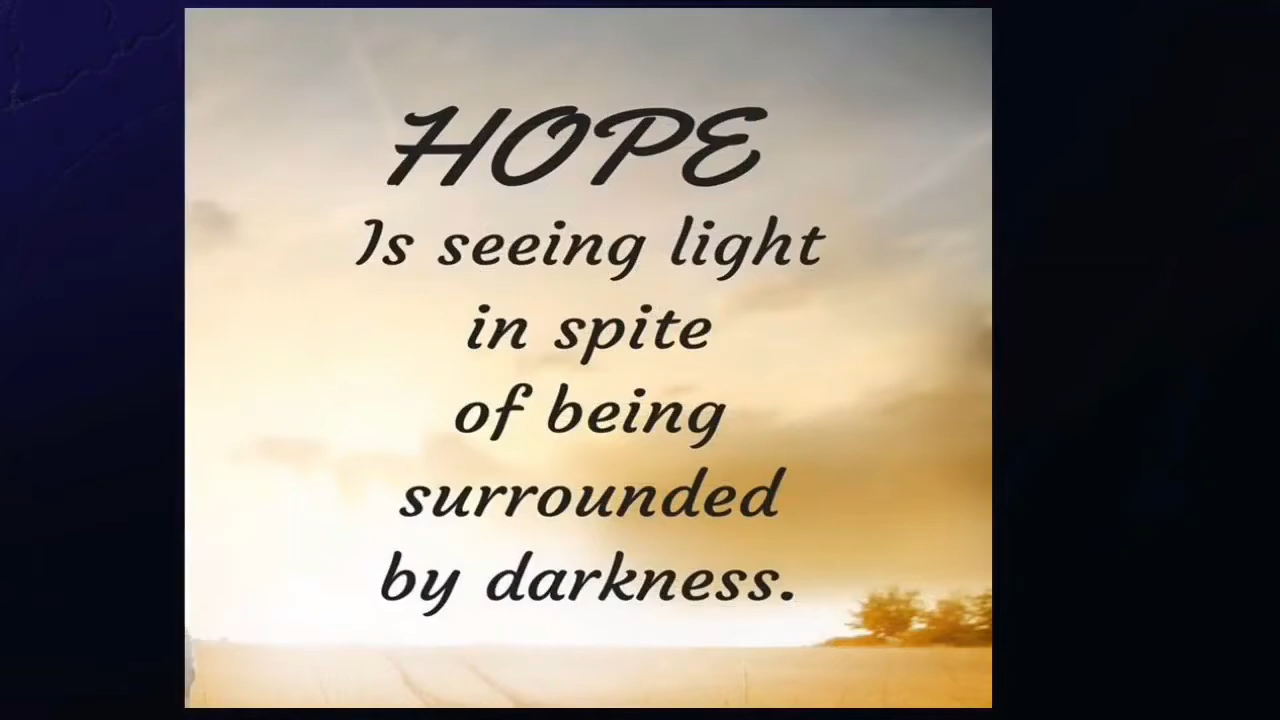 HOPE
Is seeing light
in spite
of being
surrounded
by darkness.